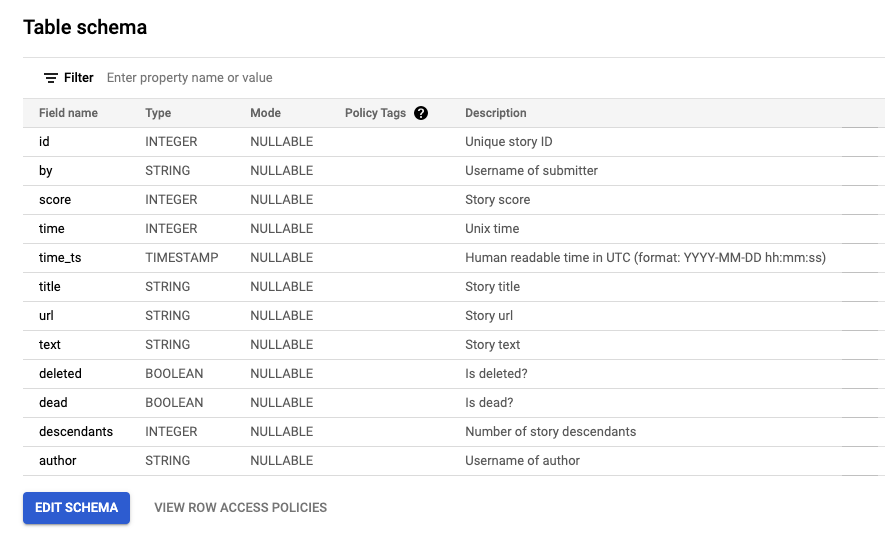 Table schema
Filter Enter property name or value
Field name Type Mode Policy Tags ? Description
id INTEGER NULLABLE Unique story ID
by STRING NULLABLE Username of submitter
score INTEGER NULLABLE Story score
time INTEGER NULLABLE Unix time
time_ts TIMESTAMP NULLABLE Human readable time in UTC (format: YYYY-MM-DD hh:mm:ss)
title STRING NULLABLE Story title
url STRING NULLABLE Story url
text STRING NULLABLE Story text
deleted BOOLEAN NULLABLE Is deleted?
dead BOOLEAN NULLABLE Is dead?
descendants INTEGER NULLABLE Number of story descendants
author STRING NULLABLE Username of author
EDIT SCHEMA VIEW ROW ACCESS POLICIES